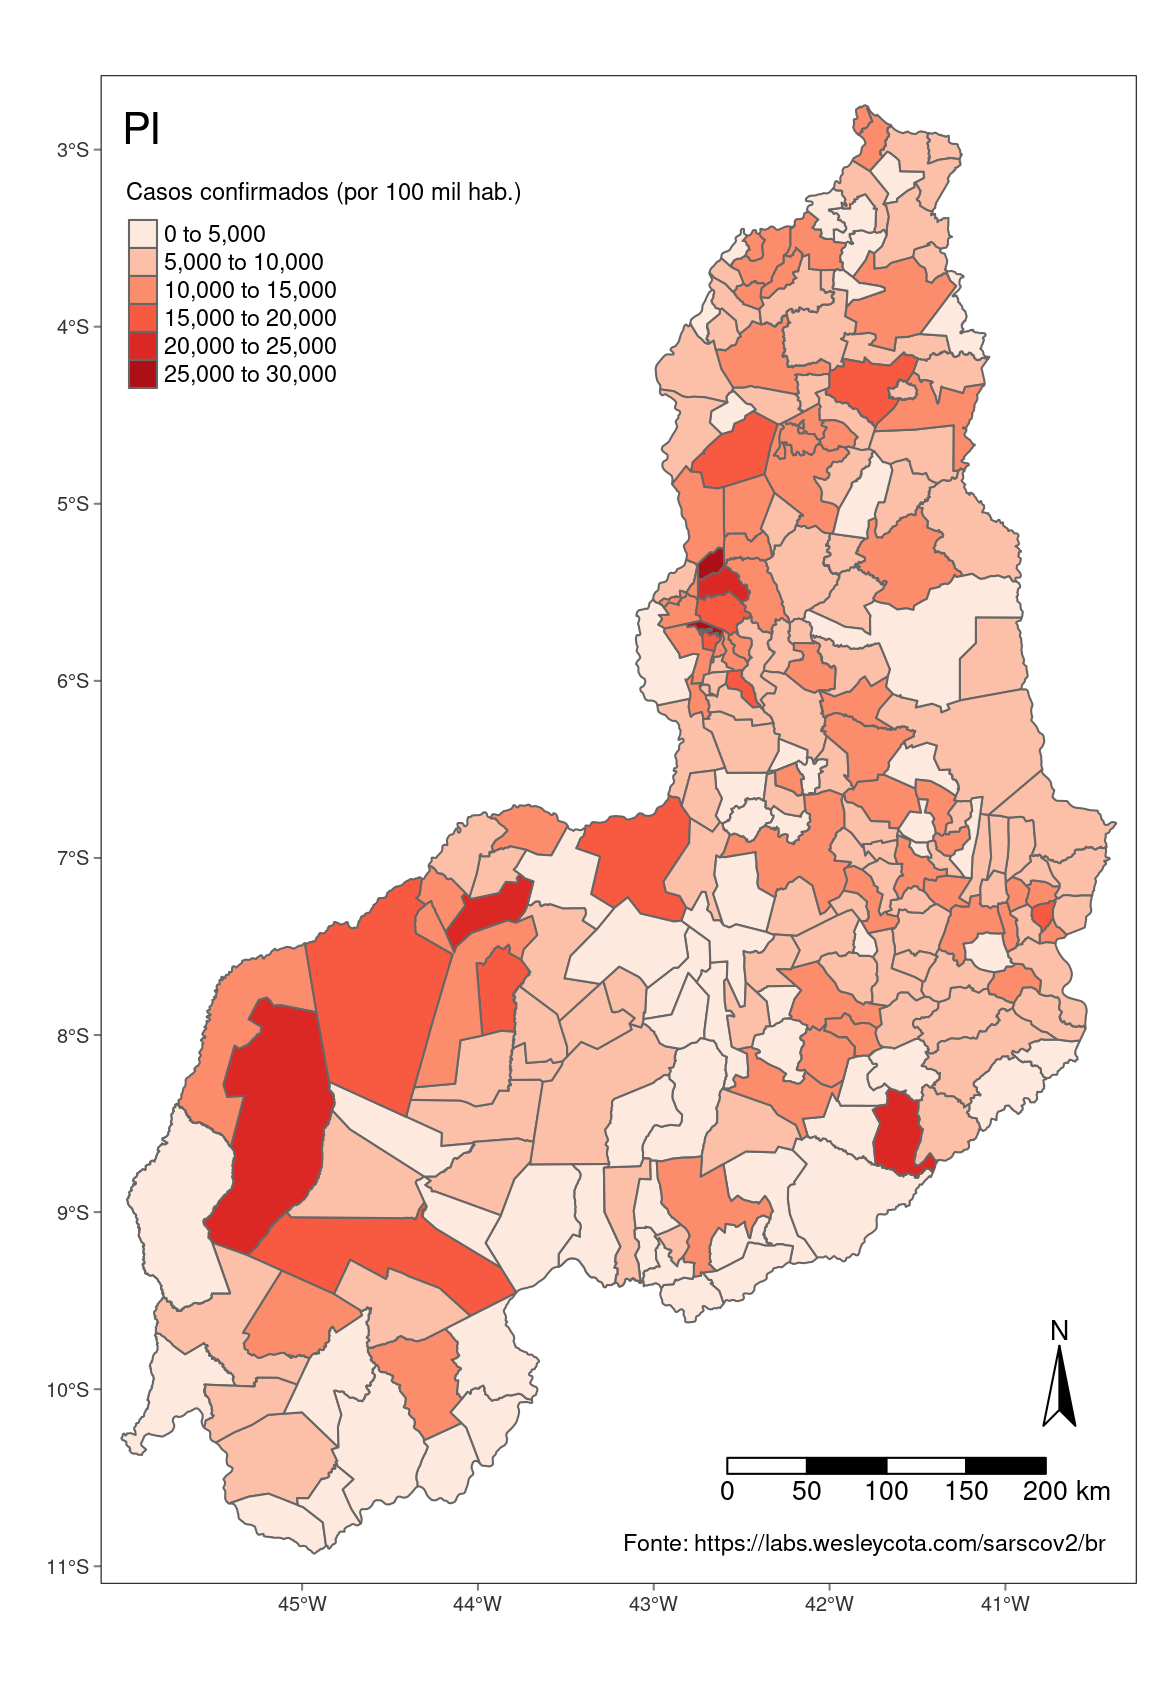 PI
Casos confirmados (por 100 mil hab.)
0 to 5,000
5,000 to 10,000
10,000 to 15,000
15,000 to 20,000
20,000 to 25,000
25,000 to 30,000
3°S
4°S
5°S
6°S
7°S
8°S
9°S
10°S
11°S
N
0 50 100 150 200 km
Fonte: https://labs.wesleycota.com/sarscov2/br
45°W 44°W 43°W 42°W 41°W